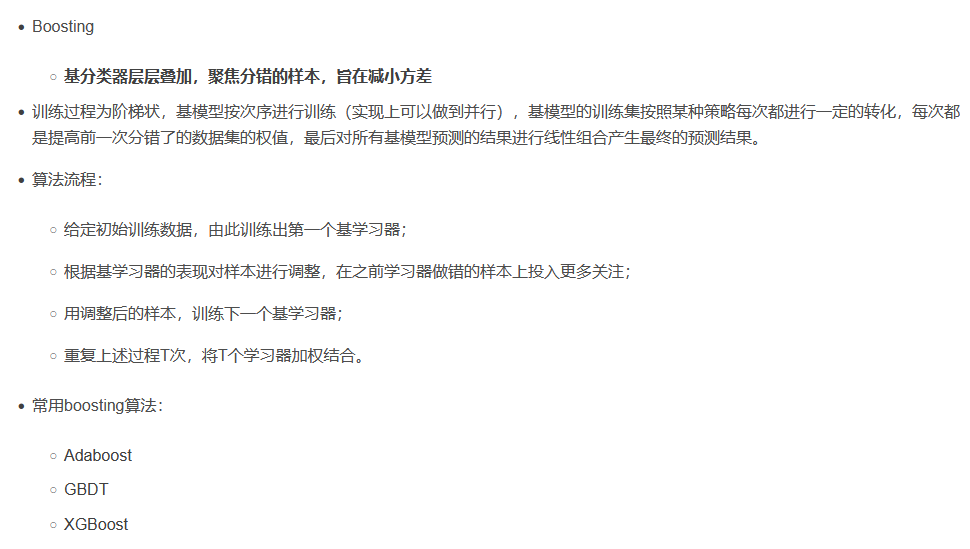 Boosting
基分类器层层叠加，聚焦分错的样本，旨在减小方差
训练过程为阶梯状，基模型按次序进行训练（实现上可以做到并行），基模型的训练集按照某种策略每次都进行一定的转化，每次都
是提高前一次分错了的数据集的权值，最后对所有基模型预测的结果进行线性组合产生最终的预测结果。
算法流程：
给定初始训练数据，由此训练出第一个基学习器；
根据基学习器的表现对样本进行调整，在之前学习器做错的样本上投入更多关注；
用调整后的样本，训练下一个基学习器；
重复上述过程T次，将T个学习器加权结合。
常用boosting算法：
Adaboost
GBDT
XGBoost